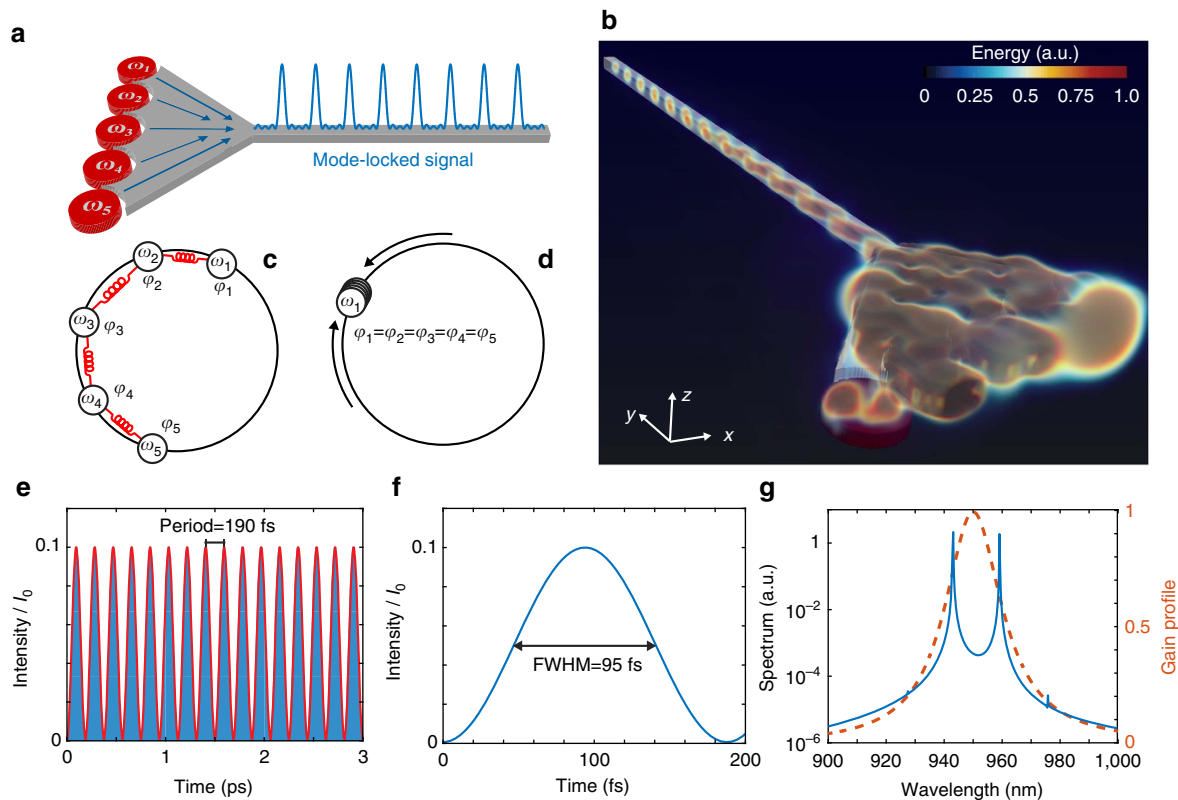 a
ω1
ω2
ω3
ω4
ω5
Mode-locked signal
b
Energy (a.u.)
0 0.25 0.5 0.75 1.0
z
y
x
c
ω2 ω1
φ2 φ1
ω3 φ3
φ4
ω4
φ5
ω5
d
ω1
φ1=φ2=φ3=φ4=φ5
e
Period=190 fs
0.1
0
Intensity / I0
0 1 2 3
Time (ps)
f
0.1
0
Intensity / I0
FWHM=95 fs
0 100 200
Time (fs)
g
1
10−2
10−4
10−6
Spectrum (a.u.)
1
0.5
0
Gain profile
900 920 940 960 980 1,000
Wavelength (nm)